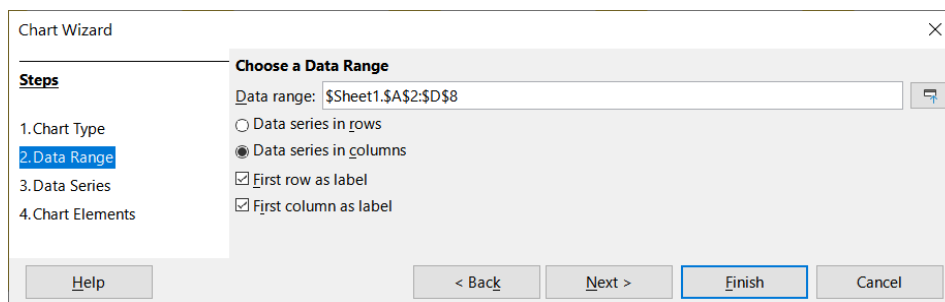 Chart Wizard
Steps
1.Chart Type
2.Data Range
3.Data Series
4.Chart Elements
Choose a Data Range
Data range: $Sheet1.$A$2:$D$8
Data series in rows
Data series in columns
First row as label
First column as label
Help
< Back
Next >
Finish
Cancel